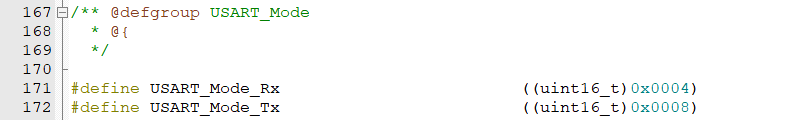 167 /** @defgroup USART_Mode
168 * @{
169 */
170
171 #define USART_Mode_Rx ((uint16_t)0x0004)
172 #define USART_Mode_Tx ((uint16_t)0x0008)